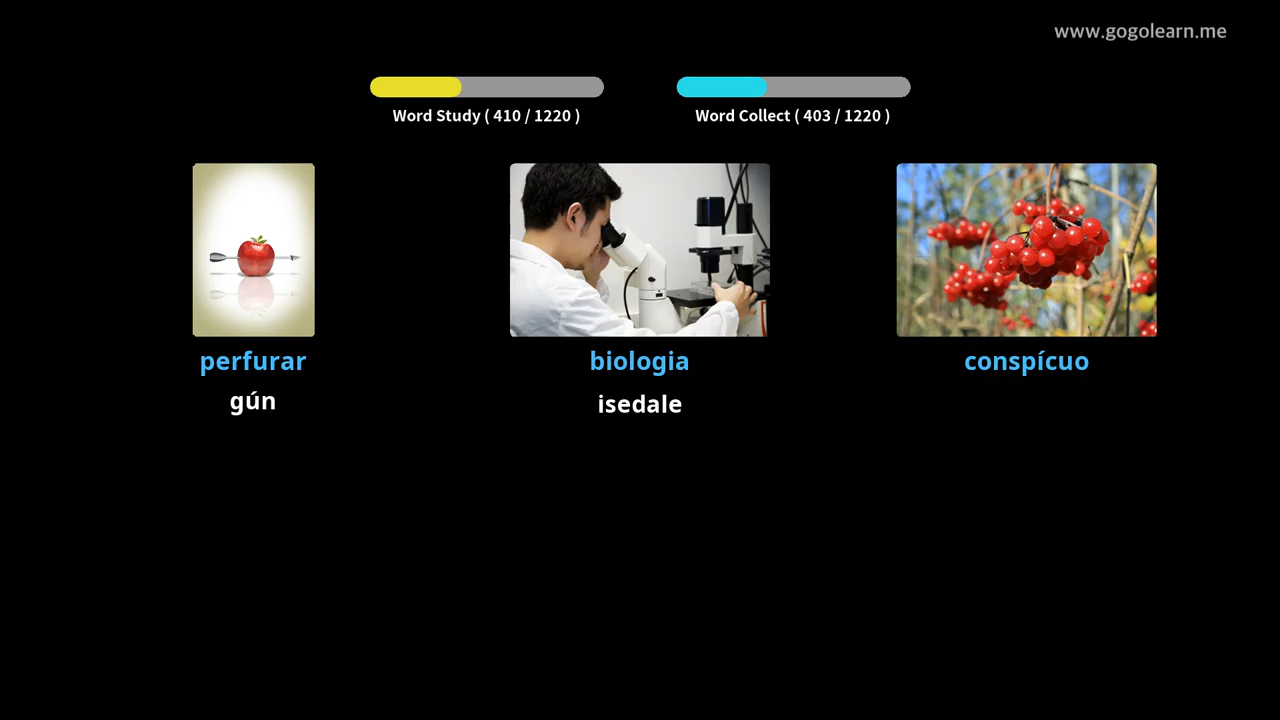 www.gogolearn.me
Word Study ( 410 / 1220 )
Word Collect ( 403 / 1220 )
perfurar
biologia
conspícuo
gún
isedale